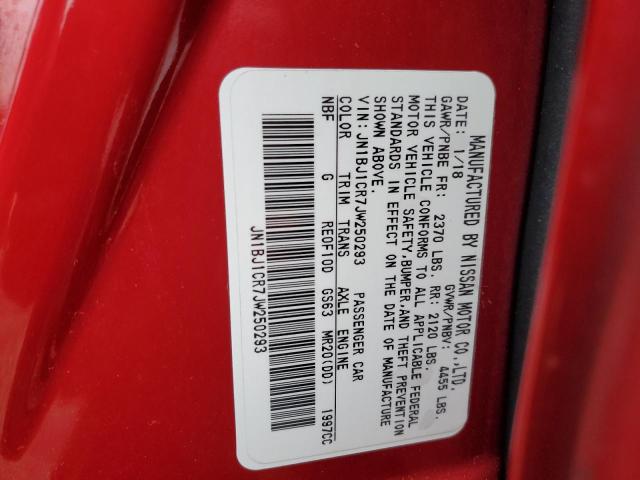 MANUFACTURED BY NISSAN MOTOR CO.,LTD.
DATE: 1/18 GVWR/PNBV: 4455 LBS.
GAWR/PNBE FR: 2370 LBS. RR: 2120 LBS.
THIS VEHICLE CONFORMS TO ALL APPLICABLE FEDERAL
MOTOR VEHICLE SAFETY,BUMPER,AND THEFT PREVENTION
STANDARDS IN EFFECT ON THE DATE OF MANUFACTURE
SHOWN ABOVE.
VIN:JN1BJ1CR7JW250293 PASSENGER CAR
COLOR TRIM TRANS AXLE ENGINE
NBF G RE0F10D GS63 MR20(DD) 1997CC
JN1BJ1CR7JW250293